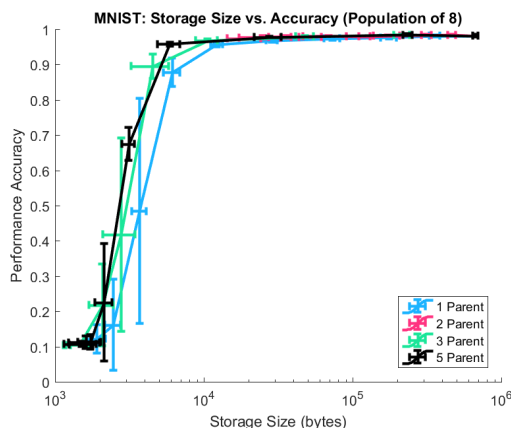 MNIST: Storage Size vs. Accuracy (Population of 8)
1
0.9
0.8
0.7
0.6
0.5
0.4
0.3
0.2
0.1
0
Performance Accuracy
10^3
10^4
10^5
10^6
Storage Size (bytes)
1 Parent
2 Parent
3 Parent
5 Parent